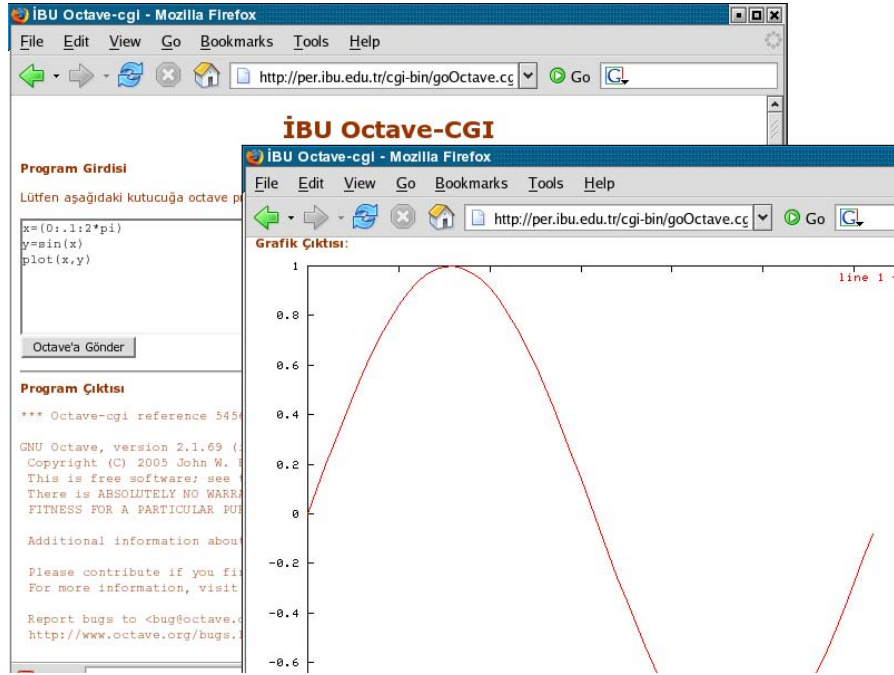 İBU Octave-cgi - Mozilla Firefox
File Edit View Go Bookmarks Tools Help
http://per.ibu.edu.tr/cgi-bin/goOctave.cg Go
İBU Octave-CGI
Program Girdisi
Lütfen aşağıdaki kutucuğa octave
x=(0:.1:2*pi)
y=sin(x)
plot(x,y)
Octave'a Gönder
Program Çıktısı
*** Octave-cgi reference 545
GNU Octave, version 2.1.69
Copyright (C) 2005 John W.
This is free software; see
There is ABSOLUTELY NO
FITNESS FOR A PARTICULAR
Additional information about
Please contribute if you
For more information, visit
Report bugs to <bug@octave.
http://www.octave.org/bugs.
İBU Octave-cgi - Mozilla Firefox
File Edit View Go Bookmarks Tools Help
http://per.ibu.edu.tr/cgi-bin/goOctave.cg Go
Grafik Çıktısı:
line 1
1
0.8
0.6
0.4
0.2
0
-0.2
-0.4
-0.6